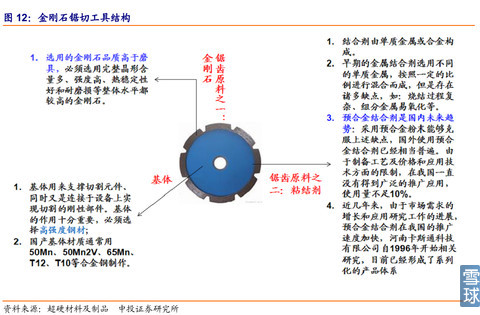 图 12：金刚石锯切工具结构
1. 选用的金刚石品质高于磨
具，必须选用完整晶形含
量多、强度高、热稳定性
好和耐磨损等整体水平都
较高的金刚石。
锯齿原料之一：
金刚石
基体
锯齿原料之
二：粘结剂
1. 基体用来支撑切割元件、
同时又是连接于设备上实
现切割的刚性部件。基体
的作用十分重要，必须选
择高强度钢材；
2. 国产基体材质通常用
50Mn、50Mn2V、65Mn、
T12、T10等合金钢制作。
1. 结合剂由单质金属或合金构
成。
2. 早期的金属结合剂选用不同
的单质金属，按照一定的比
例进行混合而成，但是存在
诸多缺点，如：烧结过程复
杂、组分金属易氧化等。
3. 预合金结合剂是国内未来趋
势：采用预合金粉末能够克
服上述缺点，国外使用预合
金结合剂已经相当普遍。由
于制备工艺及价格和应用技
术方面的限制，在我国一直
没有得到广泛的推广应用，
使用量不足10%。
4. 近几年来，由于市场需求的
增长和应用研究工作的进展，
预合金结合剂在我国的推广
速度加快，河南卡斯通科技
有限公司自1996年开始相关
研究，目前已经形成了系列
化的产品体系
雪球
资料来源：超硬材料及制品 中投证券研究所